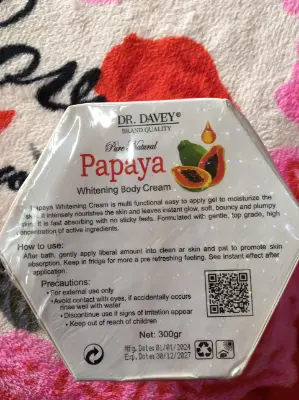 DR. DAVEY®
BRAND QUALITY
Pure Natural
Papaya
Whitening Body Cream
Papaya Whitening Cream is multi functional easy to apply gel to moisturize the
skin. it intensely nourishes the skin and leaves instant glow, soft, bouncy and plumpy
skin. It is fast absorbing with no sticky feels. Formulated with gentle, top grade, high
concentration of active ingredients.
How to use:
After bath, gently apply liberal amount into clean ar skin and pat to promote skin
absorption. Keep in fridge for more a pre refreshing feeling. See instant effect after
application.
Precautions:
• For external use only
• Avoid contact with eyes, if accidentally occurs
rinse well with water
• Discontinue use if signs of irritation appear
• Keep out of reach of children
Net: 300gr
Mfg. Date: 01/01/2024
Exp. Date: 30/12/2027